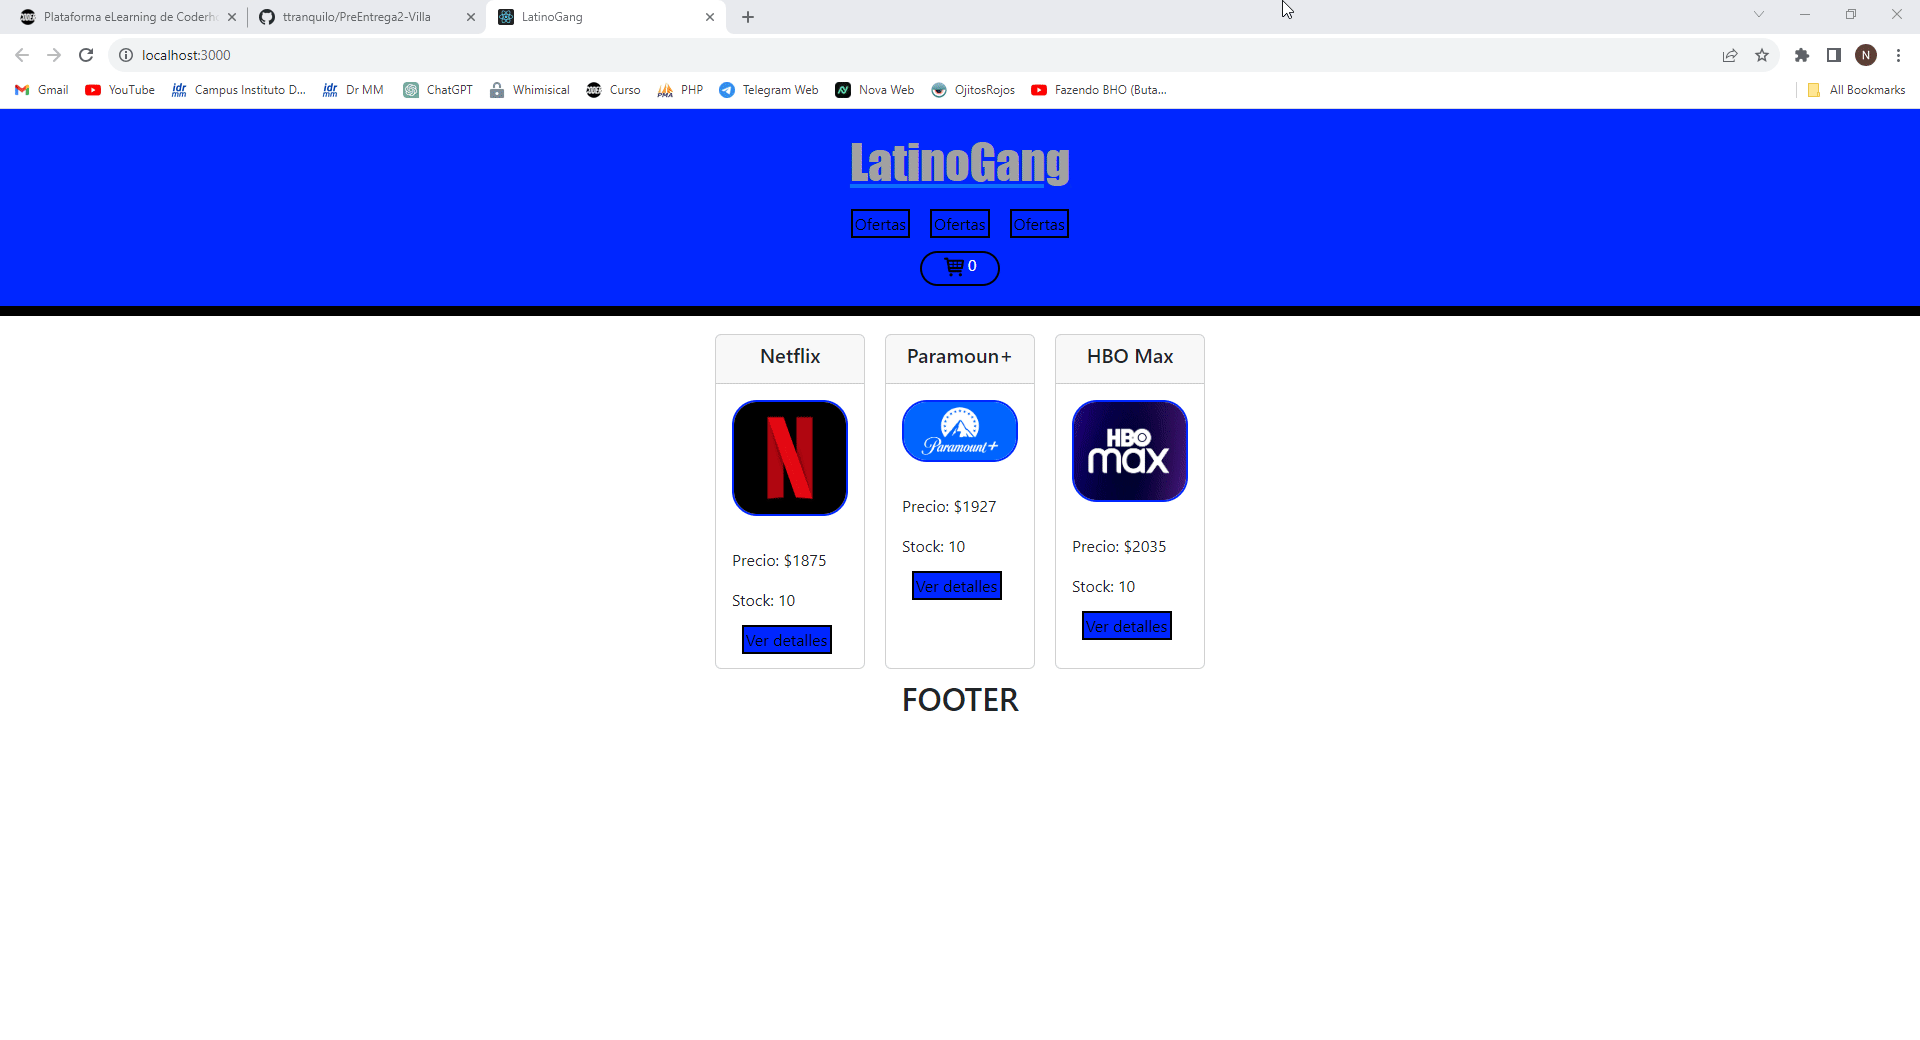 Plataforma eLearning de Coderh
ttranquilo/PreEntrega2-Villa
LatinoGang
localhost:3000
N
Gmail
YouTube
Campus Instituto D...
Dr MM
ChatGPT
Whimisical
Curso
PHP
Telegram Web
Nova Web
OjitosRojos
Fazendo BHO (Buta...
All Bookmarks
LatinoGang
Ofertas Ofertas Ofertas
0
Netflix
N
Precio: $1875
Stock: 10
Ver detalles
Paramoun+
Paramount+
Precio: $1927
Stock: 10
Ver detalles
HBO Max
HBO
max
Precio: $2035
Stock: 10
Ver detalles
FOOTER